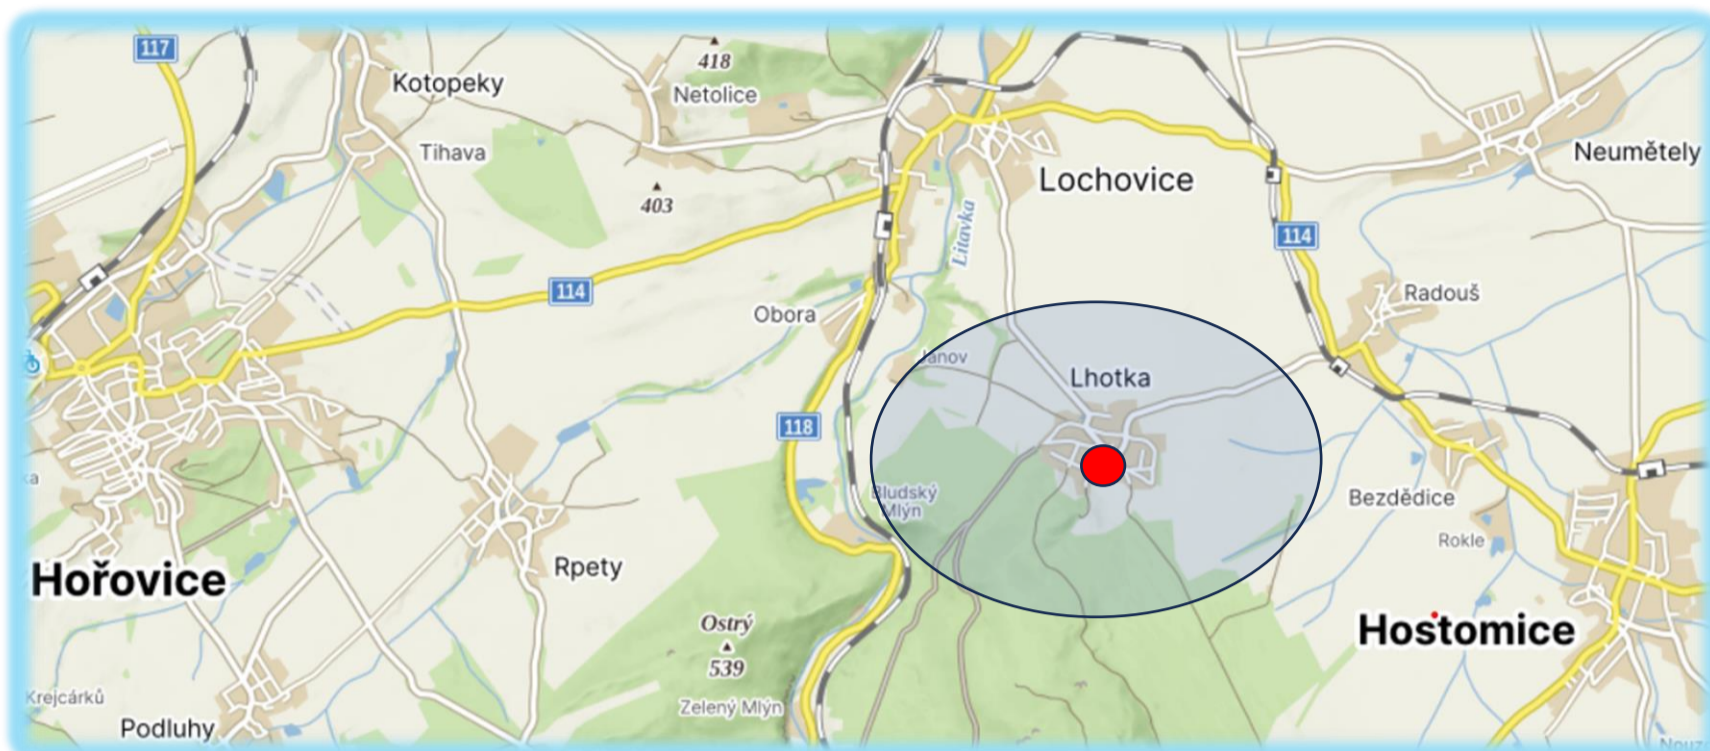 117
418
Kotopeky
Netolice
Tihava
Neumětely
Lochovice
403
Litavka
114
114
Radouš
Obora
Janov
Lhotka
118
Bludský
Mlýn
Bezdědice
Rokle
Hořovice
Rpety
Ostrý
539
Hostomice
Krejcárků
Zelený Mlýn
Podluhy